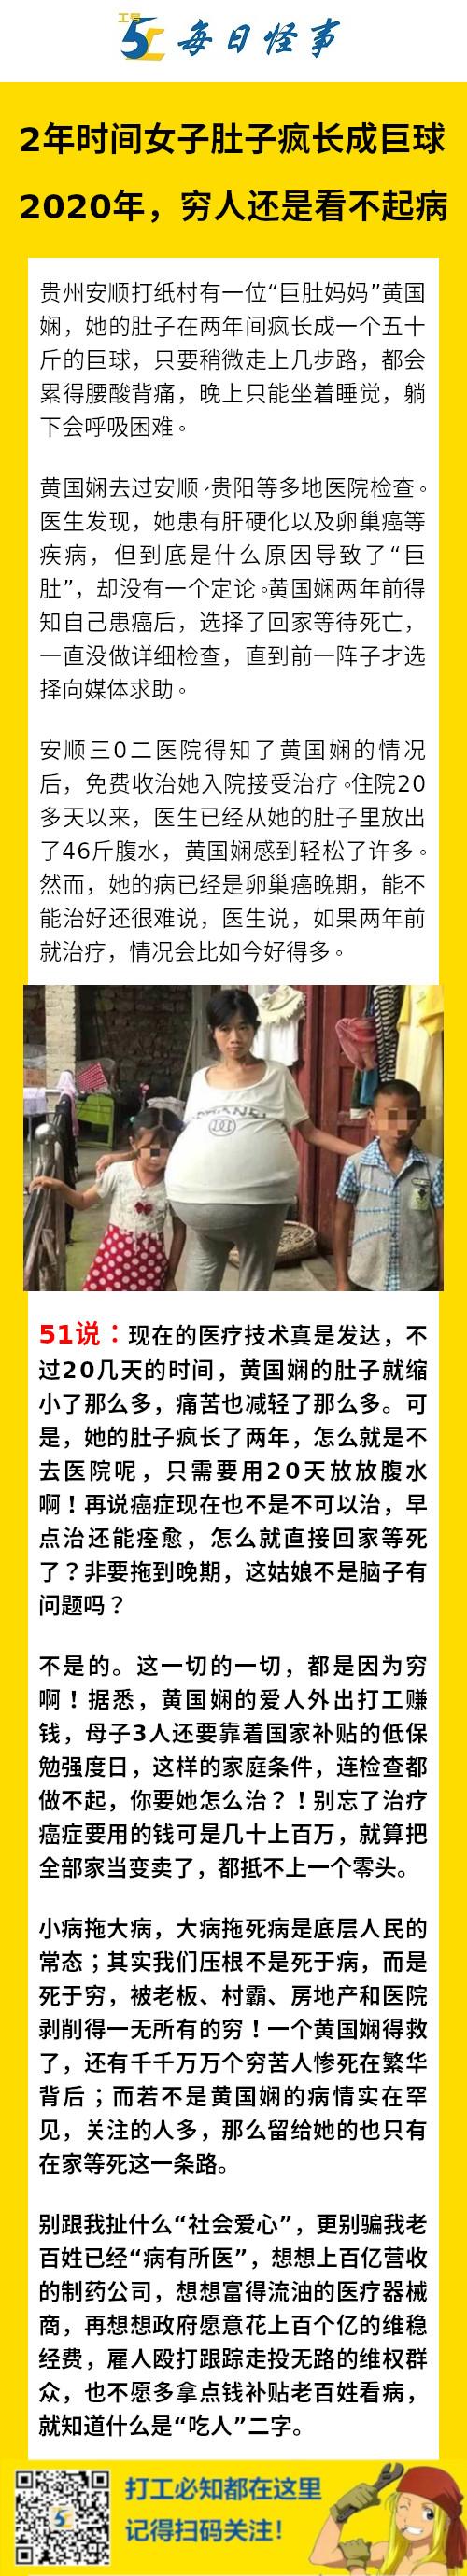 工号
51
每日怪事
2年时间女子肚子疯长成巨球
2020年，穷人还是看不起病
贵州安顺打纸村有一位“巨肚妈妈”黄国
娴，她的肚子在两年间疯长成一个五十
斤的巨球，只要稍微走上几步路，都会
累得腰酸背痛，晚上只能坐着睡觉，躺
下会呼吸困难。
黄国娴去过安顺、贵阳等多地医院检查。
医生发现，她患有肝硬化以及卵巢癌等
疾病，但到底是什么原因导致了“巨
肚”，却没有一个定论。黄国娴两年前得
知自己患癌后，选择了回家等待死亡，
一直没做详细检查，直到前一阵子才选
择向媒体求助。
安顺三0二医院得知了黄国娴的情况
后，免费收治她入院接受治疗。住院20
多天以来，医生已经从她的肚子里放出
了46斤腹水，黄国娴感到轻松了许多。
然而，她的病已经是卵巢癌晚期，能不
能治好还很难说，医生说，如果两年前
就治疗，情况会比如今好得多。
51说：现在的医疗技术真是发达，不
过20几天的时间，黄国娴的肚子就缩
小了那么多，痛苦也减轻了那么多。可
是，她的肚子疯长了两年，怎么就是不
去医院呢，只需要用20天放放腹水
啊！再说癌症现在也不是不可以治，早
点治还能痊愈，怎么就直接回家等死
了？非要拖到晚期，这姑娘不是脑子有
问题吗？
不是的。这一切的一切，都是因为穷
啊！据悉，黄国娴的爱人外出打工赚
钱，母子3人还要靠着国家补贴的低保
勉强度日，这样的家庭条件，连检查都
做不起，你要她怎么治？！别忘了治疗
癌症要用的钱可是几十上百万，就算把
全部家当变卖了，都抵不上一个零头。
小病拖大病，大病拖死病是底层人民的
常态；其实我们压根不是死于病，而是
死于穷，被老板、村霸、房地产和医院
剥削得一无所有的穷！一个黄国娴得救
了，还有千千万万个穷苦人惨死在繁华
背后；而若不是黄国娴的病情实在罕
见，关注的人多，那么留给她的也只有
在家等死这一条路。
别跟我扯什么“社会爱心”，更别骗我老
百姓已经“病有所医”，想想上百亿营收
的制药公司，想想富得流油的医疗器械
商，再想想政府愿意花上百个亿的维稳
经费，雇人殴打跟踪走投无路的维权群
众，也不愿多拿点钱补贴老百姓看病，
就知道什么是“吃人”二字。
打工必知都在这里
记得扫码关注！